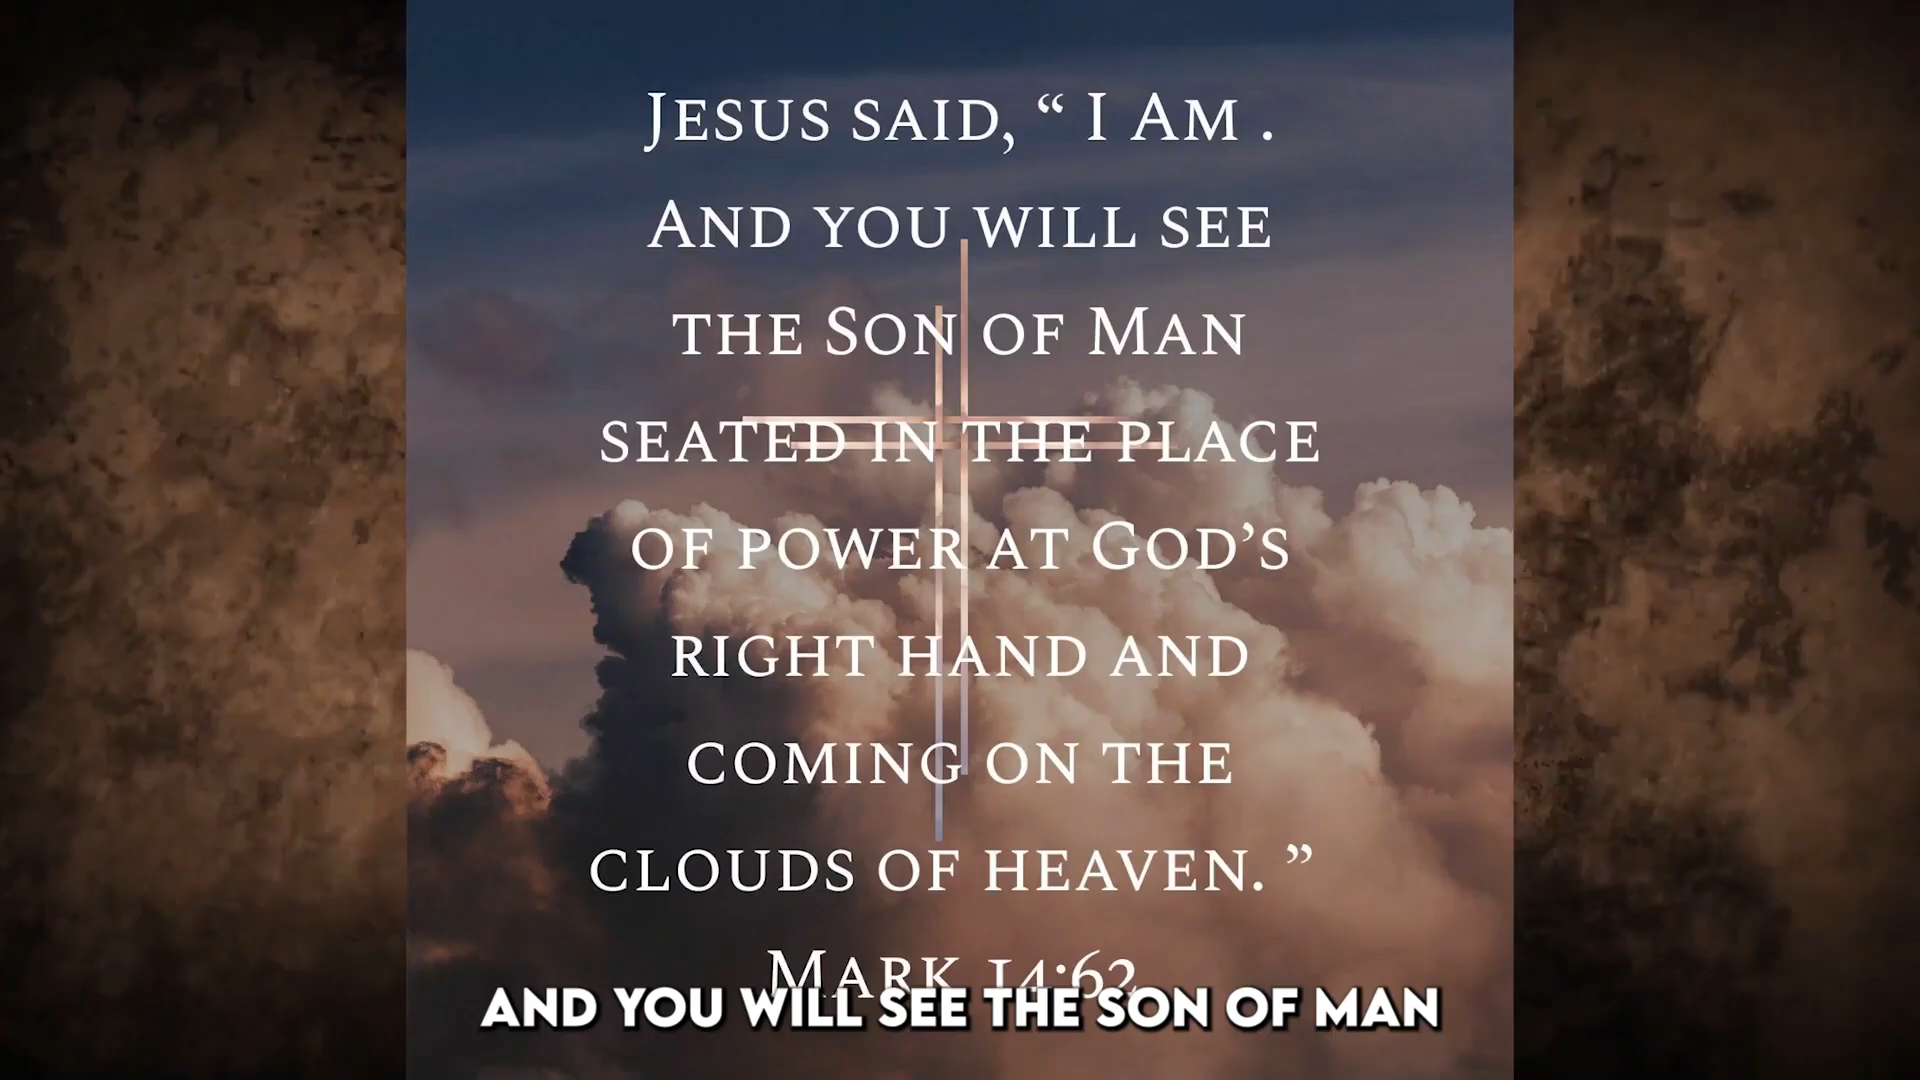 Jesus said, “ I Am .
And you will see
the Son of Man
seated in the place
of power at God’s
right hand and
coming on the
clouds of heaven. ”
Mark 14:62
AND YOU WILL SEE THE SON OF MAN